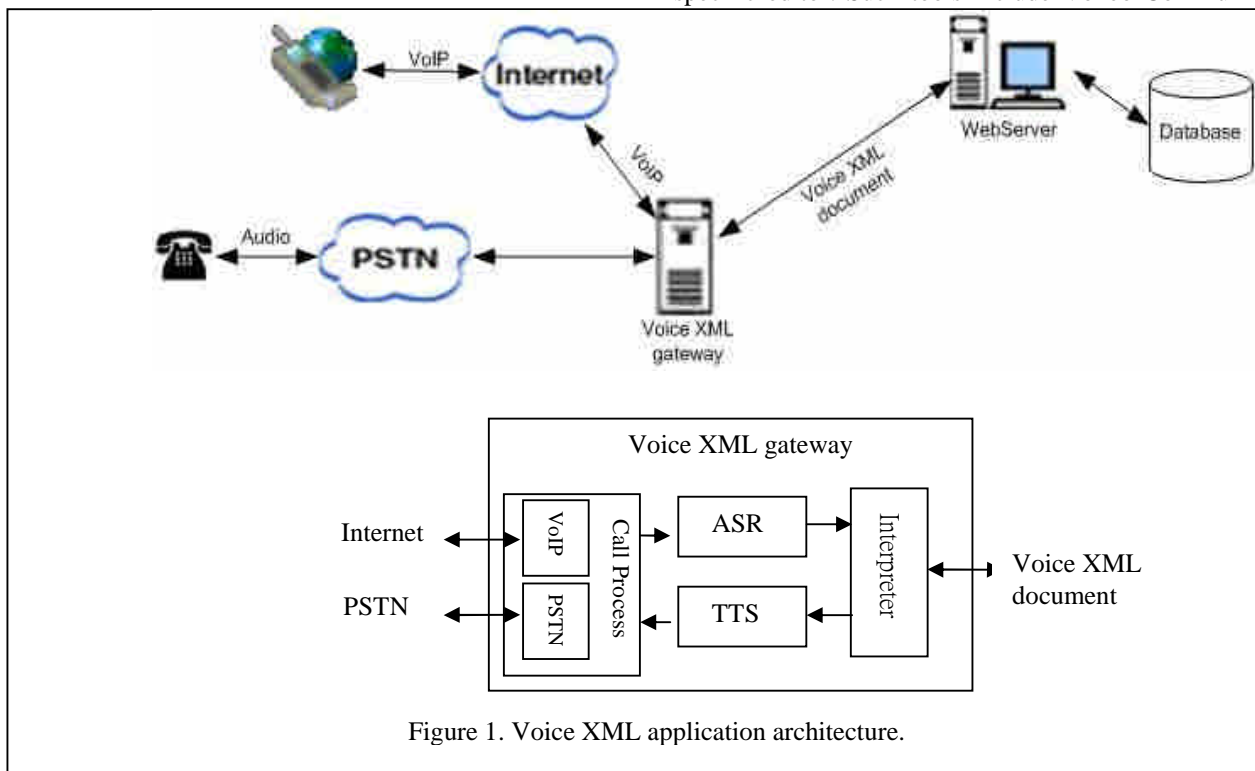 VoIP
Internet
WebServer
Database
VoIP
Voice XML
document
Audio
PSTN
Voice XML
gateway
Voice XML gateway
Internet
PSTN
VoIP
PSTN
Call Process
ASR
TTS
Interpreter
Voice XML
document
Figure 1. Voice XML application architecture.